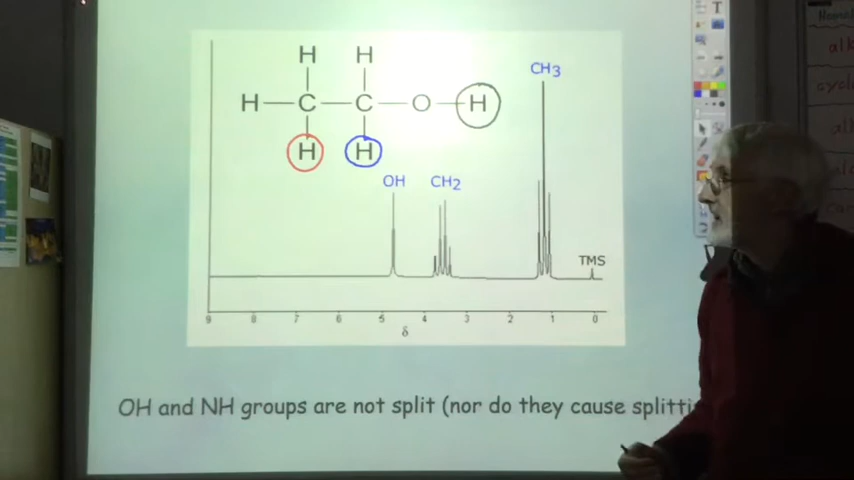 H H
H C C O H
H H
CH3
OH CH2
TMS
9 8 7 6 5 4 3 2 1 0
δ
OH and NH groups are not split (nor do they cause splitti
T